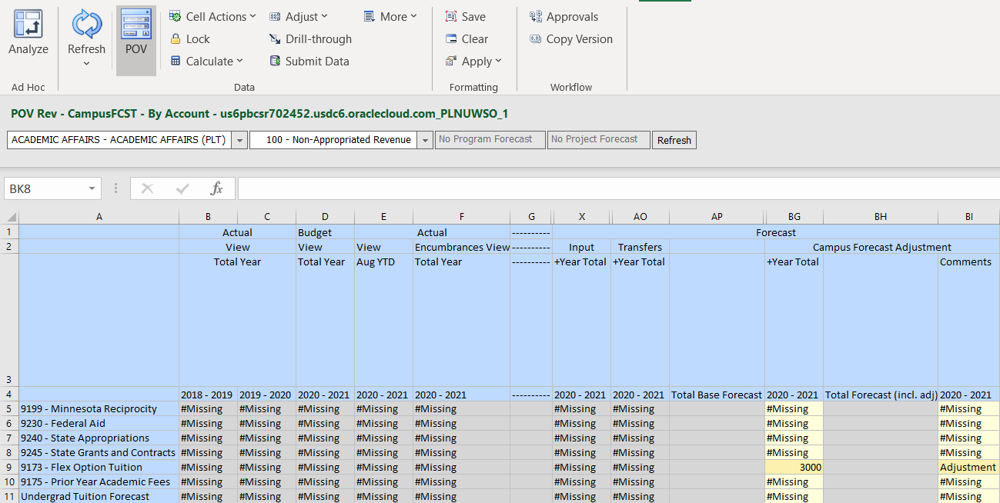 Cell Actions Adjust More Save Approvals
Analyze Refresh POV Lock Drill-through Clear Copy Version
Calculate Submit Data Apply
Ad Hoc Data Formatting Workflow
POV Rev - CampusFCST - By Account - us6pbcsr702452.usdc6.oraclecloud.com_PLNUWSO_1
ACADEMIC AFFAIRS - ACADEMIC AFFAIRS (PLT) 100 - Non-Appropriated Revenue No Program Forecast No Project Forecast Refresh
BK8 fx
A B C D E F G X AO AP BG BH BI
1 Actual Budget Actual ---------- Forecast
2 View View View Encumbrances View ---------- Input Transfers Campus Forecast Adjustment
Total Year Total Year Aug YTD Total Year ---------- +Year Total +Year Total +Year Total Comments
3
4 2018 - 2019 2019 - 2020 2020 - 2021 2020 - 2021 2020 - 2021 ---------- 2020 - 2021 2020 - 2021 Total Base Forecast 2020 - 2021 Total Forecast (incl. adj) 2020 - 2021
5 9199 - Minnesota Reciprocity #Missing #Missing #Missing #Missing #Missing #Missing #Missing #Missing #Missing
6 9230 - Federal Aid #Missing #Missing #Missing #Missing #Missing #Missing #Missing #Missing #Missing
7 9240 - State Appropriations #Missing #Missing #Missing #Missing #Missing #Missing #Missing #Missing #Missing
8 9245 - State Grants and Contracts #Missing #Missing #Missing #Missing #Missing #Missing #Missing #Missing #Missing
9 9173 - Flex Option Tuition #Missing #Missing #Missing #Missing #Missing #Missing #Missing 3000 Adjustment
10 9175 - Prior Year Academic Fees #Missing #Missing #Missing #Missing #Missing #Missing #Missing #Missing #Missing
11 Undergrad Tuition Forecast #Missing #Missing #Missing #Missing #Missing #Missing #Missing #Missing #Missing